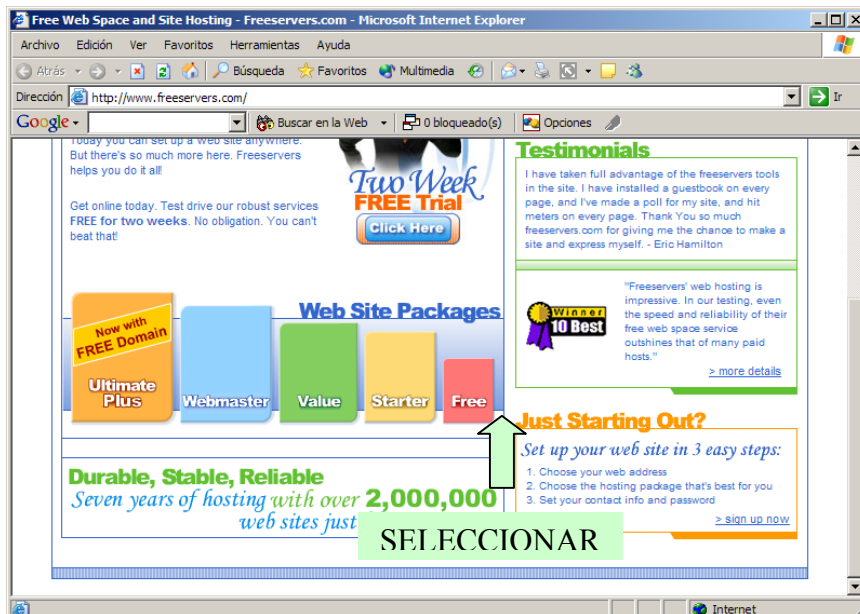 Free Web Space and Site Hosting - Freeservers.com - Microsoft Internet Explorer
Archivo Edición Ver Favoritos Herramientas Ayuda
Atrás Búsqueda Favoritos Multimedia
Dirección http://www.freeservers.com/ Ir
Google Buscar en la Web 0 bloqueado(s) Opciones
Today you can set up a web site anywhere.
But there's so much more here. Freeservers
helps you do it all!
Get online today. Test drive our robust services
FREE for two weeks. No obligation. You can't
beat that!
Two Week
FREE Trial
Click Here
Web Site Packages
Now with
FREE Domain
Ultimate
Plus
Webmaster
Value
Starter
Free
Durable, Stable, Reliable
Seven years of hosting with over 2,000,000
web sites just
SELECCIONAR
Testimonials
I have taken full advantage of the freeservers tools
in the site. I have installed a guestbook on every
page, and I've made a poll for my site, and hit
meters on every page. Thank You so much
freeservers.com for giving me the chance to make a
site and express myself. - Eric Hamilton
Winner
10 Best
"Freeservers' web hosting is
impressive. In our testing, even
the speed and reliability of their
free web space service
outshines that of many paid
hosts."
> more details
Just Starting Out?
Set up your web site in 3 easy steps:
1. Choose your web address
2. Choose the hosting package that's best for you
3. Set your contact info and password
> sign up now
Internet